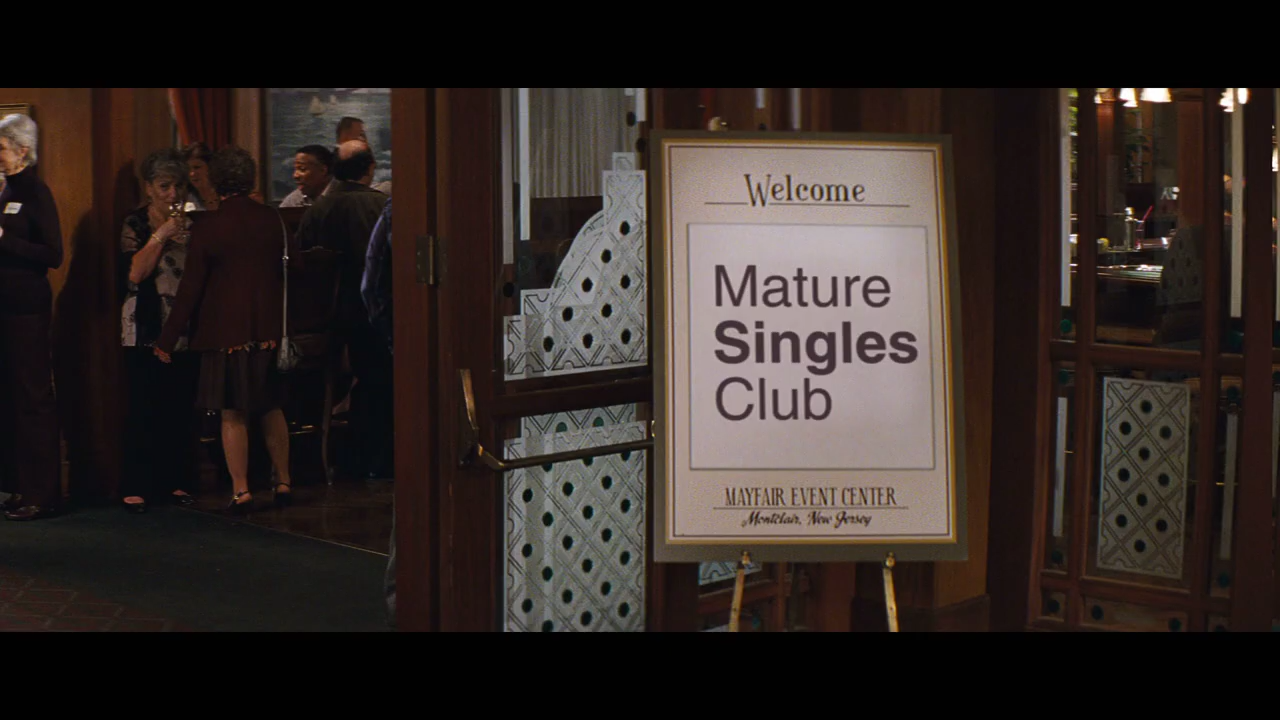 Welcome
Mature
Singles
Club
MAYFAIR EVENT CENTER
Montclair, New Jersey